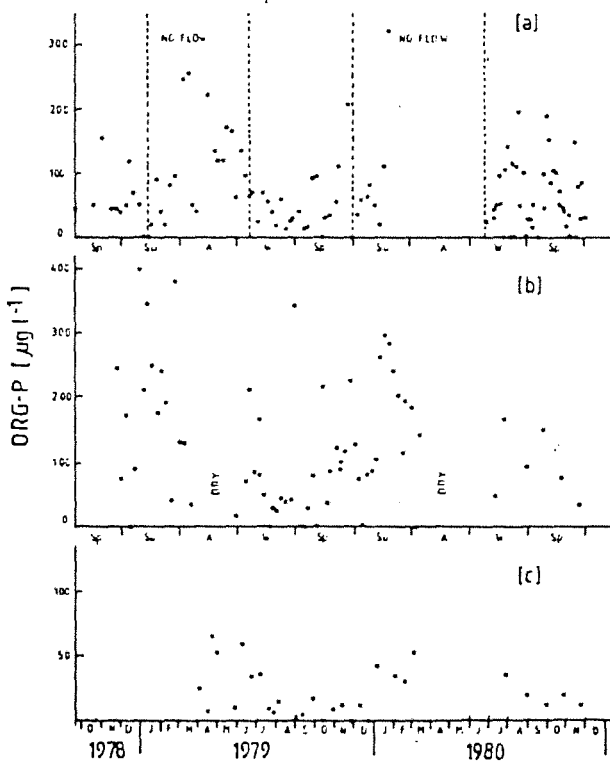 [a]
NO FLOW
NO FLOW
300
200
100
0
Sp Su A W Sp Su A W Sp
[b]
400
300
200
100
0
DRY
DRY
Sp Su A W Sp Su A W Sp
ORG-P [µg l⁻¹]
[c]
100
50
O N D J F M A M J J A S O N D J F M A M J J A S O N D
1978 1979 1980